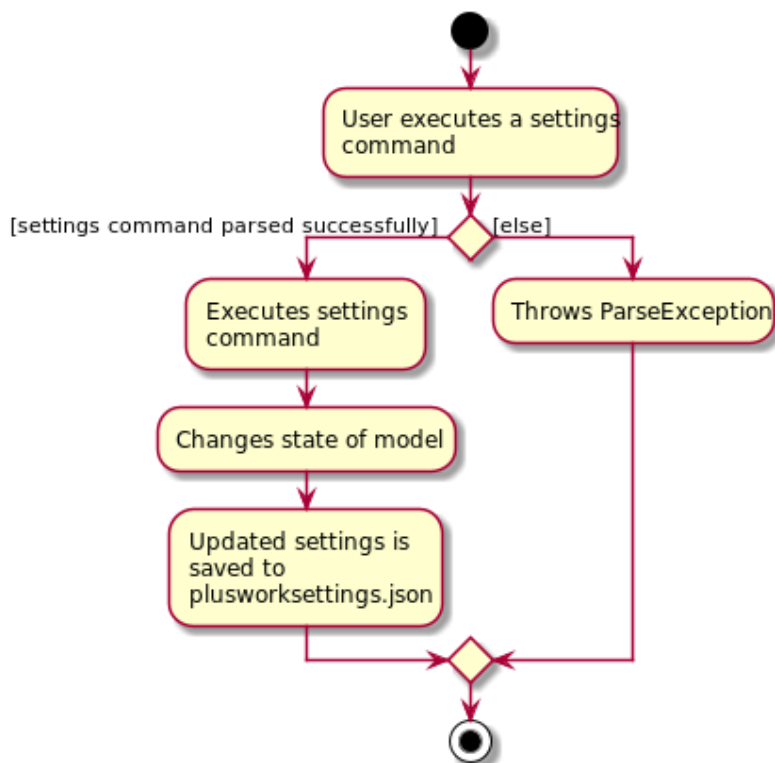 User executes a settings
command
[settings command parsed successfully]
[else]
Executes settings
command
Throws ParseException
Changes state of model
Updated settings is
saved to
plusworksettings.json